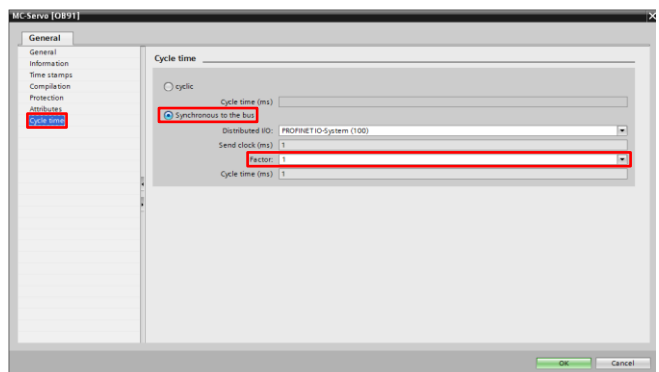 MC-Servo [OB91]
General
General
Information
Time stamps
Compilation
Protection
Attributes
Cycle time
Cycle time
cyclic
Cycle time (ms)
Synchronous to the bus
Distributed I/O: PROFINET IO-System (100)
Send clock (ms) 1
Factor: 1
Cycle time (ms) 1
OK Cancel